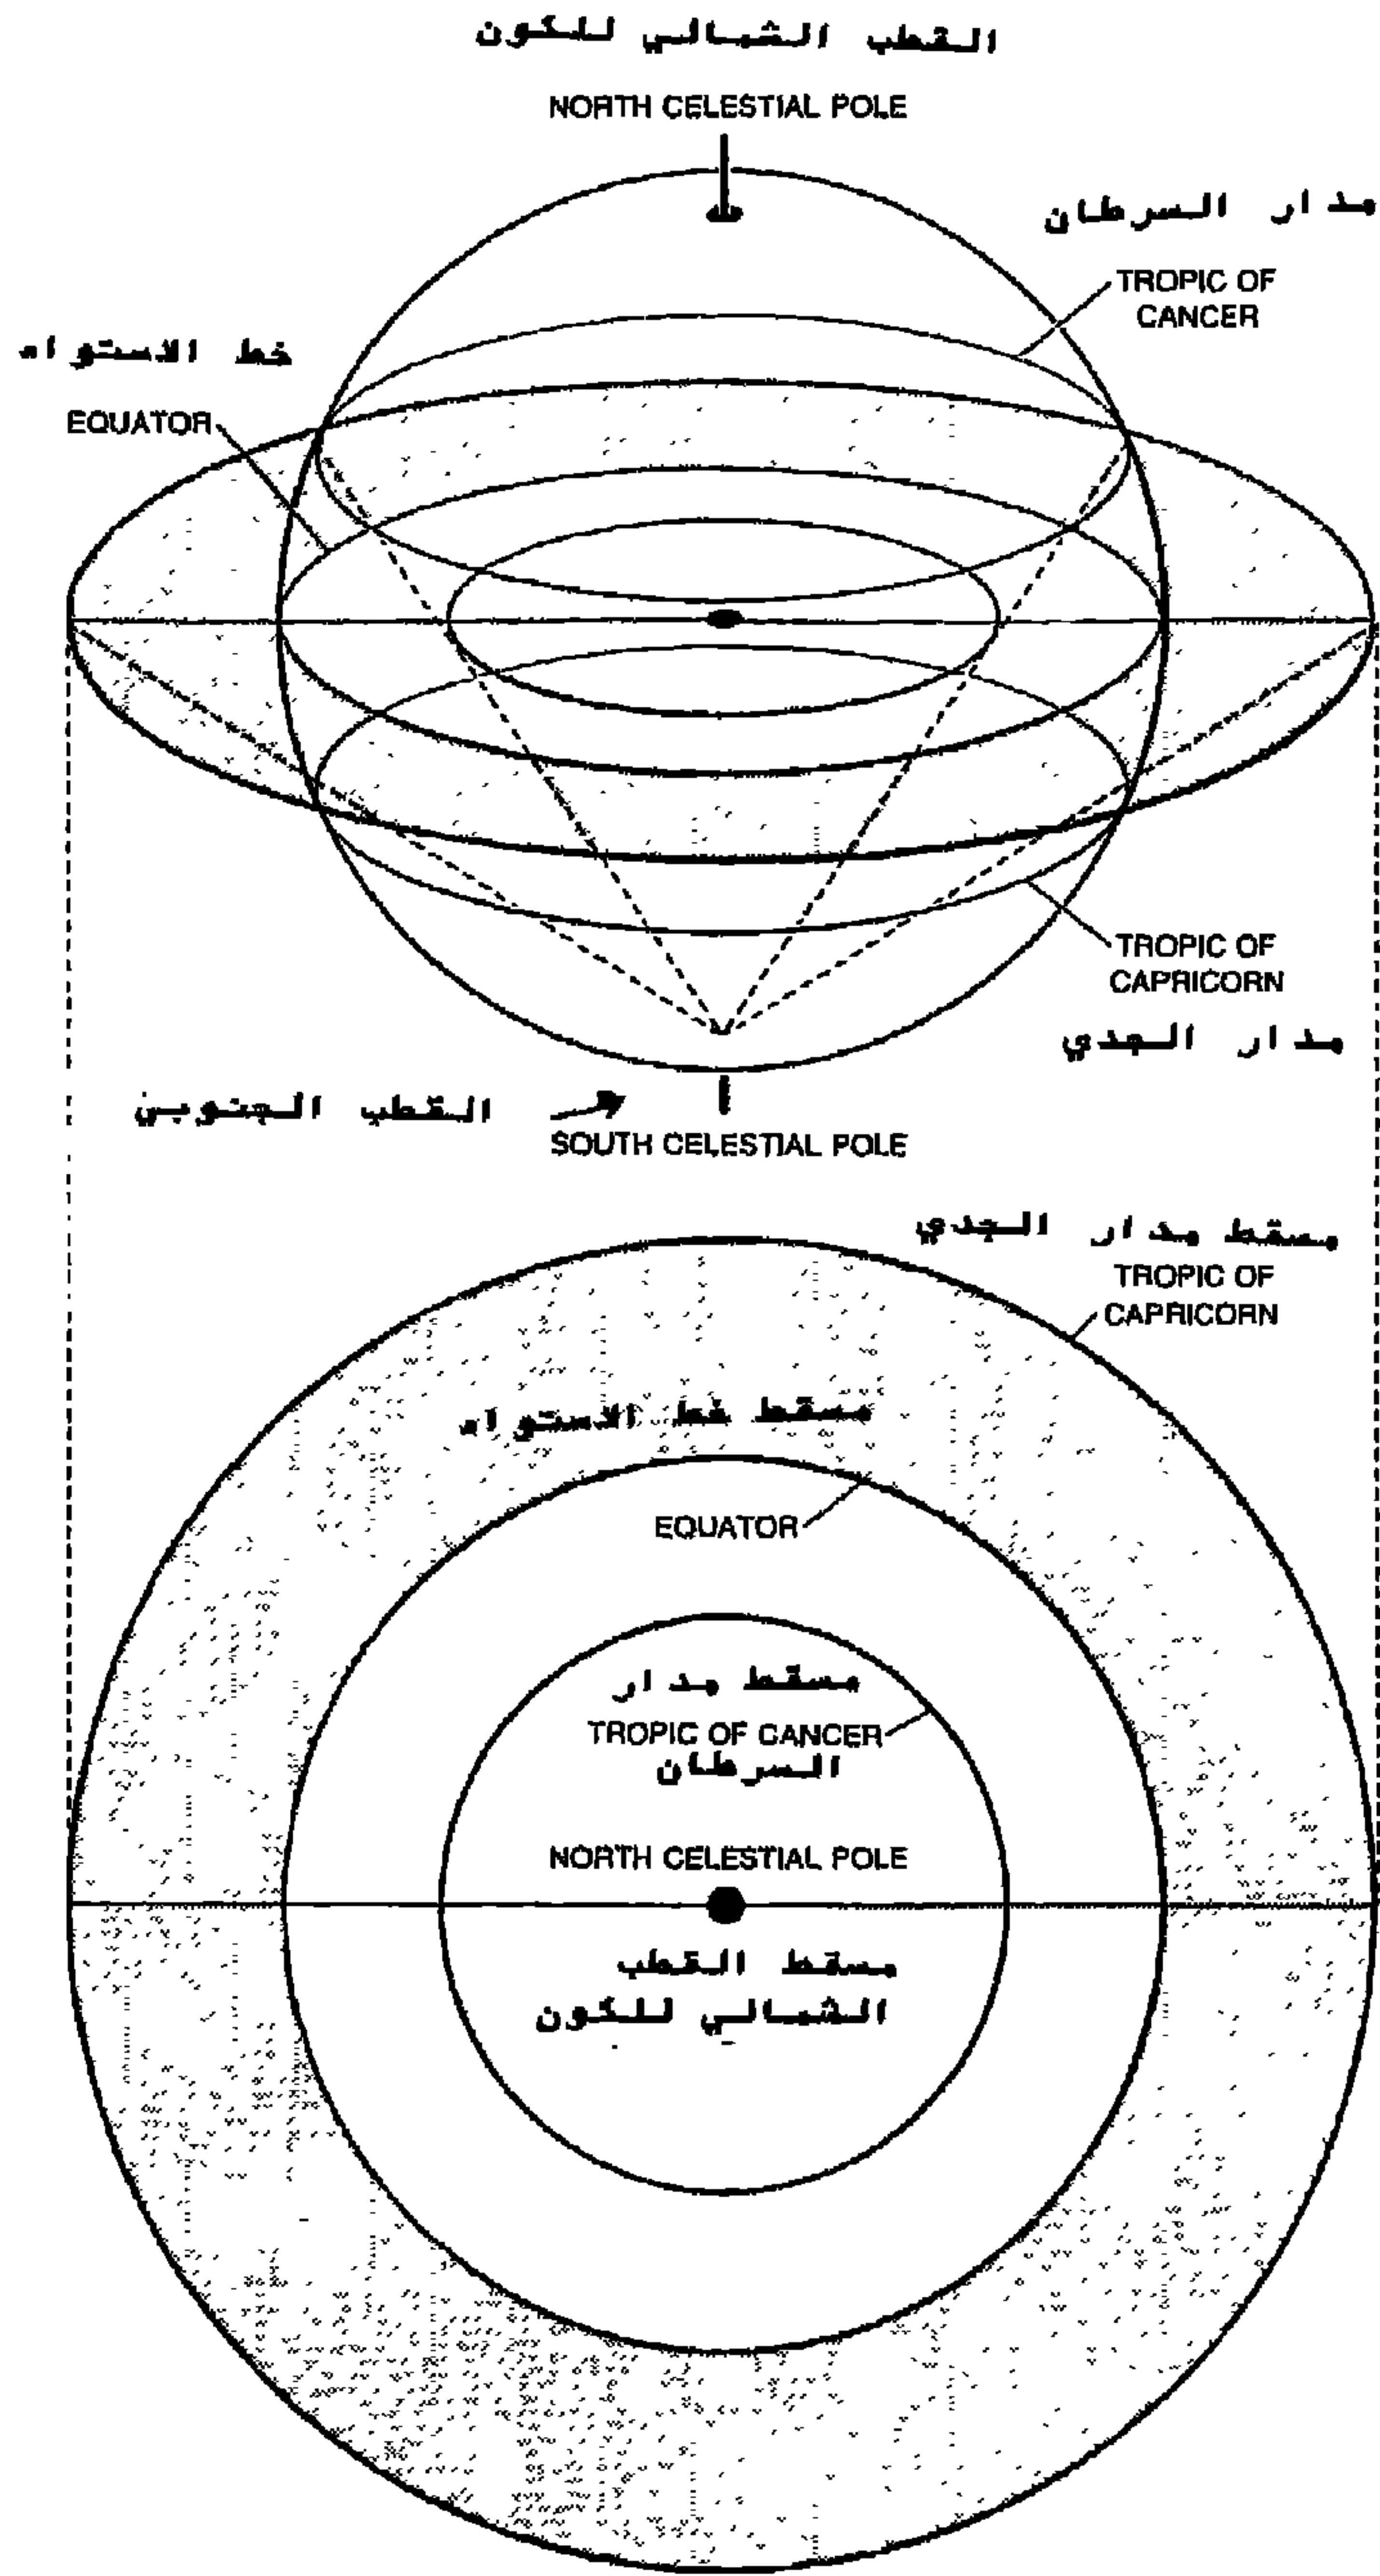 القطب الشمالي للكون
NORTH CELESTIAL POLE
مدار السرطان
TROPIC OF
CANCER
خط الاستواء
EQUATOR
TROPIC OF
CAPRICORN
مدار الجدي
القطب الجنوبي
SOUTH CELESTIAL POLE
مسقط مدار الجدي
TROPIC OF
CAPRICORN
مسقط خط الاستواء
EQUATOR
مسقط مدار
TROPIC OF CANCER
السرطان
NORTH CELESTIAL POLE
مسقط القطب
الشمالي للكون